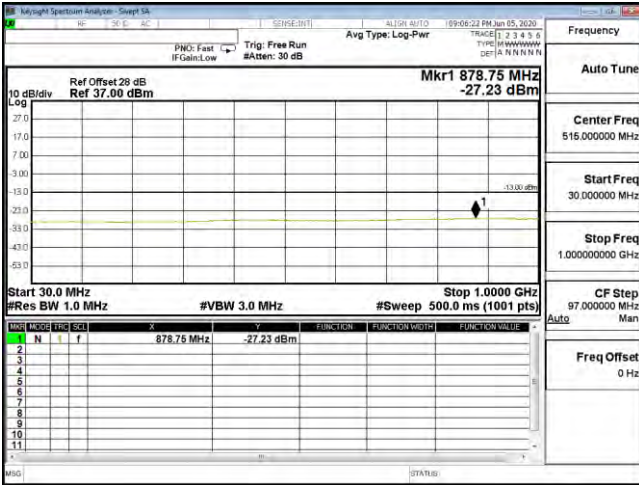 Keysight Spectrum Analyzer - Swept SA
RF 50 Ω AC SENSE:INT ALIGN AUTO 09:06:22 PM Jun 05, 2020
PNO: Fast Trig: Free Run Avg Type: Log-Pwr TRACE 1 2 3 4 5 6
IFGain:Low #Atten: 30 dB TYPE M WWWWW
DET A N N N N N
Frequency
Auto Tune
Center Freq
515.000000 MHz
Start Freq
30.000000 MHz
Stop Freq
1.000000000 GHz
CF Step
97.000000 MHz
Auto Man
Freq Offset
0 Hz
Mkr1 878.75 MHz
Ref Offset 28 dB
10 dB/div Ref 37.00 dBm -27.23 dBm
Log
27.0
17.0
7.00
-3.00
-13.0 -13.00 dBm
1
-23.0
-33.0
-43.0
-53.0
Start 30.0 MHz Stop 1.0000 GHz
#Res BW 1.0 MHz #VBW 3.0 MHz #Sweep 500.0 ms (1001 pts)
MKR MODE TRC SCL X Y FUNCTION FUNCTION WIDTH FUNCTION VALUE
1 N 1 f 878.75 MHz -27.23 dBm
2
3
4
5
6
7
8
9
10
11
MSG STATUS